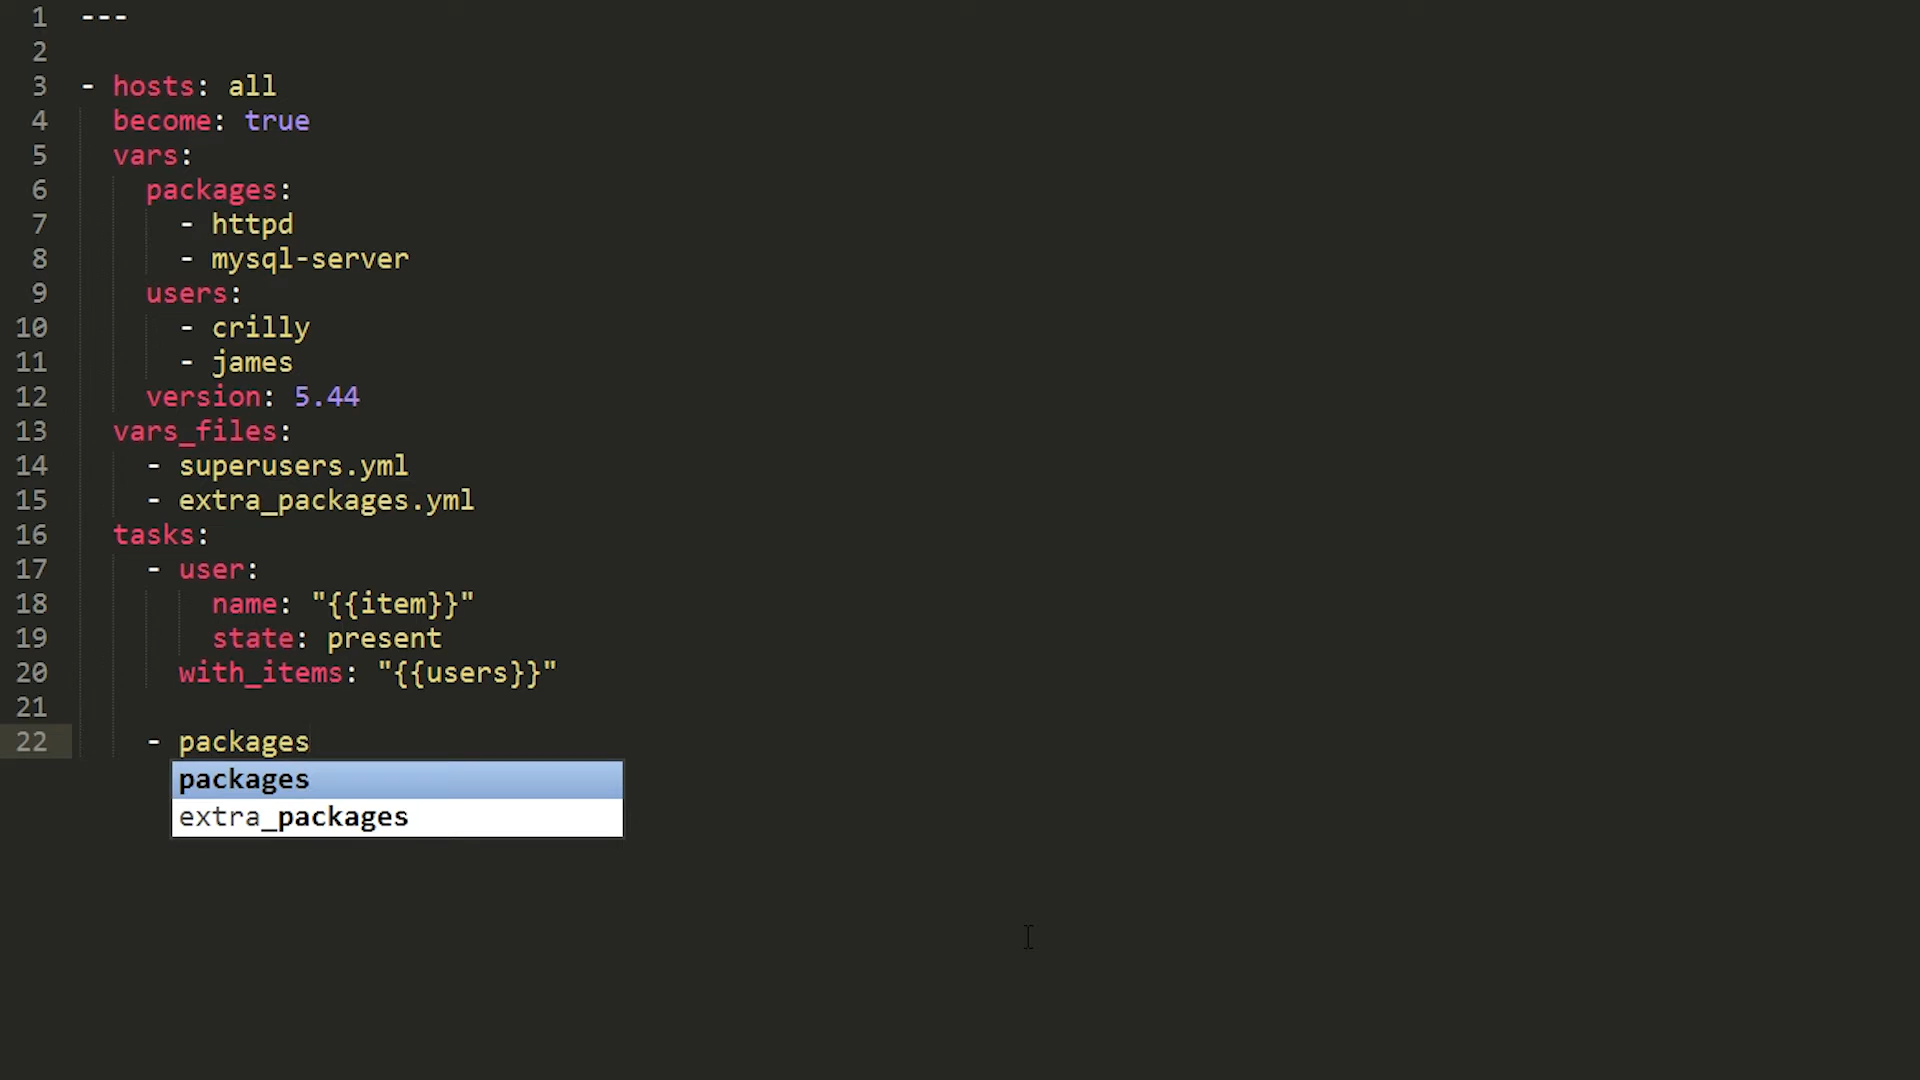 1 ---
2
3 - hosts: all
4   become: true
5   vars:
6     packages:
7       - httpd
8       - mysql-server
9     users:
10       - crilly
11       - james
12     version: 5.44
13   vars_files:
14     - superusers.yml
15     - extra_packages.yml
16   tasks:
17     - user:
18         name: "{{item}}"
19         state: present
20       with_items: "{{users}}"
21
22     - packages
packages
extra_packages